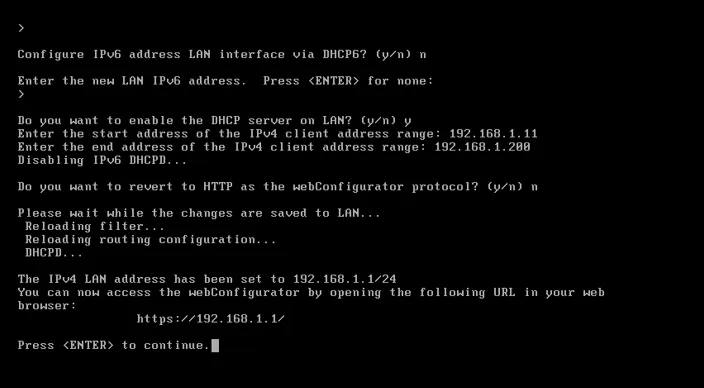 >
Configure IPv6 address LAN interface via DHCP6? (y/n) n
Enter the new LAN IPv6 address.  Press <ENTER> for none:
>
Do you want to enable the DHCP server on LAN? (y/n) y
Enter the start address of the IPv4 client address range: 192.168.1.11
Enter the end address of the IPv4 client address range: 192.168.1.200
Disabling IPv6 DHCPD...
Do you want to revert to HTTP as the webConfigurator protocol? (y/n) n
Please wait while the changes are saved to LAN...
Reloading filter...
Reloading routing configuration...
DHCPD...
The IPv4 LAN address has been set to 192.168.1.1/24
You can now access the webConfigurator by opening the following URL in your web
browser:
https://192.168.1.1/
Press <ENTER> to continue.